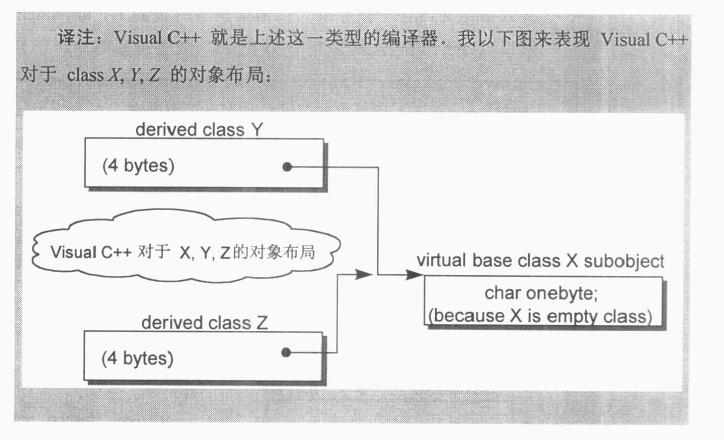 译注：Visual C++ 就是上述这一类型的编译器．我以下图来表现 Visual C++
对于 class X, Y, Z 的对象布局：
derived class Y
(4 bytes)
Visual C++ 对于 X, Y, Z的对象布局
virtual base class X subobject
char onebyte;
(because X is empty class)
derived class Z
(4 bytes)